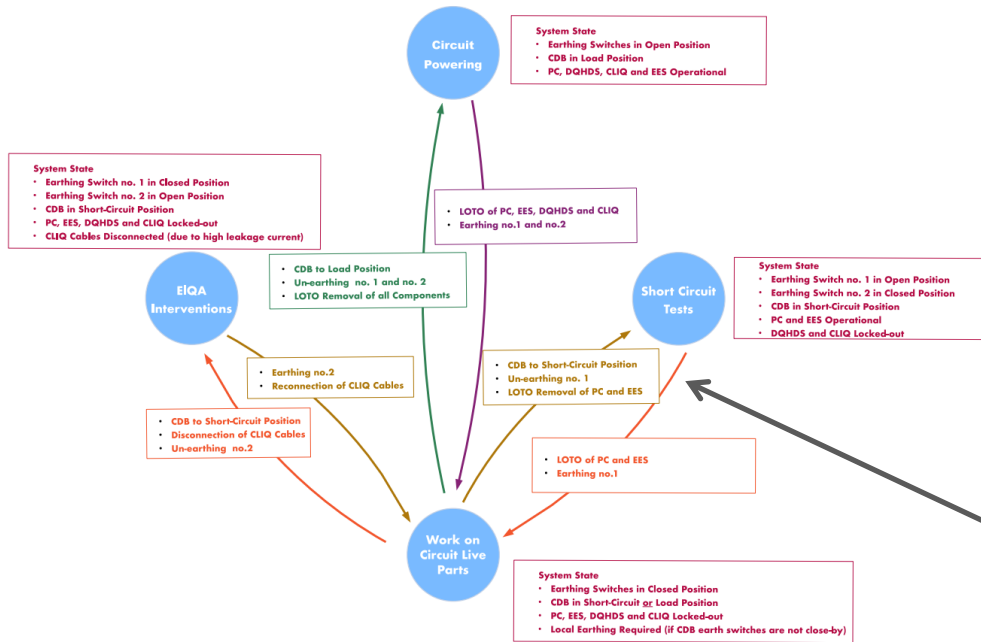 Circuit
Powering
System State
• Earthing Switches in Open Position
• CDB in Load Position
• PC, DQHDS, CLIQ and EES Operational
System State
• Earthing Switch no. 1 in Closed Position
• Earthing Switch no. 2 in Open Position
• CDB in Short-Circuit Position
• PC, EES, DQHDS and CLIQ Locked-out
• CLIQ Cables Disconnected (due to high leakage current)
• LOTO of PC, EES, DQHDS and CLIQ
• Earthing no.1 and no.2
• CDB to Load Position
• Un-earthing no. 1 and no. 2
• LOTO Removal of all Components
ElQA
Interventions
Short Circuit
Tests
System State
• Earthing Switch no. 1 in Open Position
• Earthing Switch no. 2 in Closed Position
• CDB in Short-Circuit Position
• PC and EES Operational
• DQHDS and CLIQ Locked-out
• Earthing no.2
• Reconnection of CLIQ Cables
• CDB to Short-Circuit Position
• Un-earthing no. 1
• LOTO Removal of PC and EES
• CDB to Short-Circuit Position
• Disconnection of CLIQ Cables
• Un-earthing no.2
• LOTO of PC and EES
• Earthing no.1
Work on
Circuit Live
Parts
System State
• Earthing Switches in Closed Position
• CDB in Short-Circuit or Load Position
• PC, EES, DQHDS and CLIQ Locked-out
• Local Earthing Required (if CDB earth switches are not close-by)